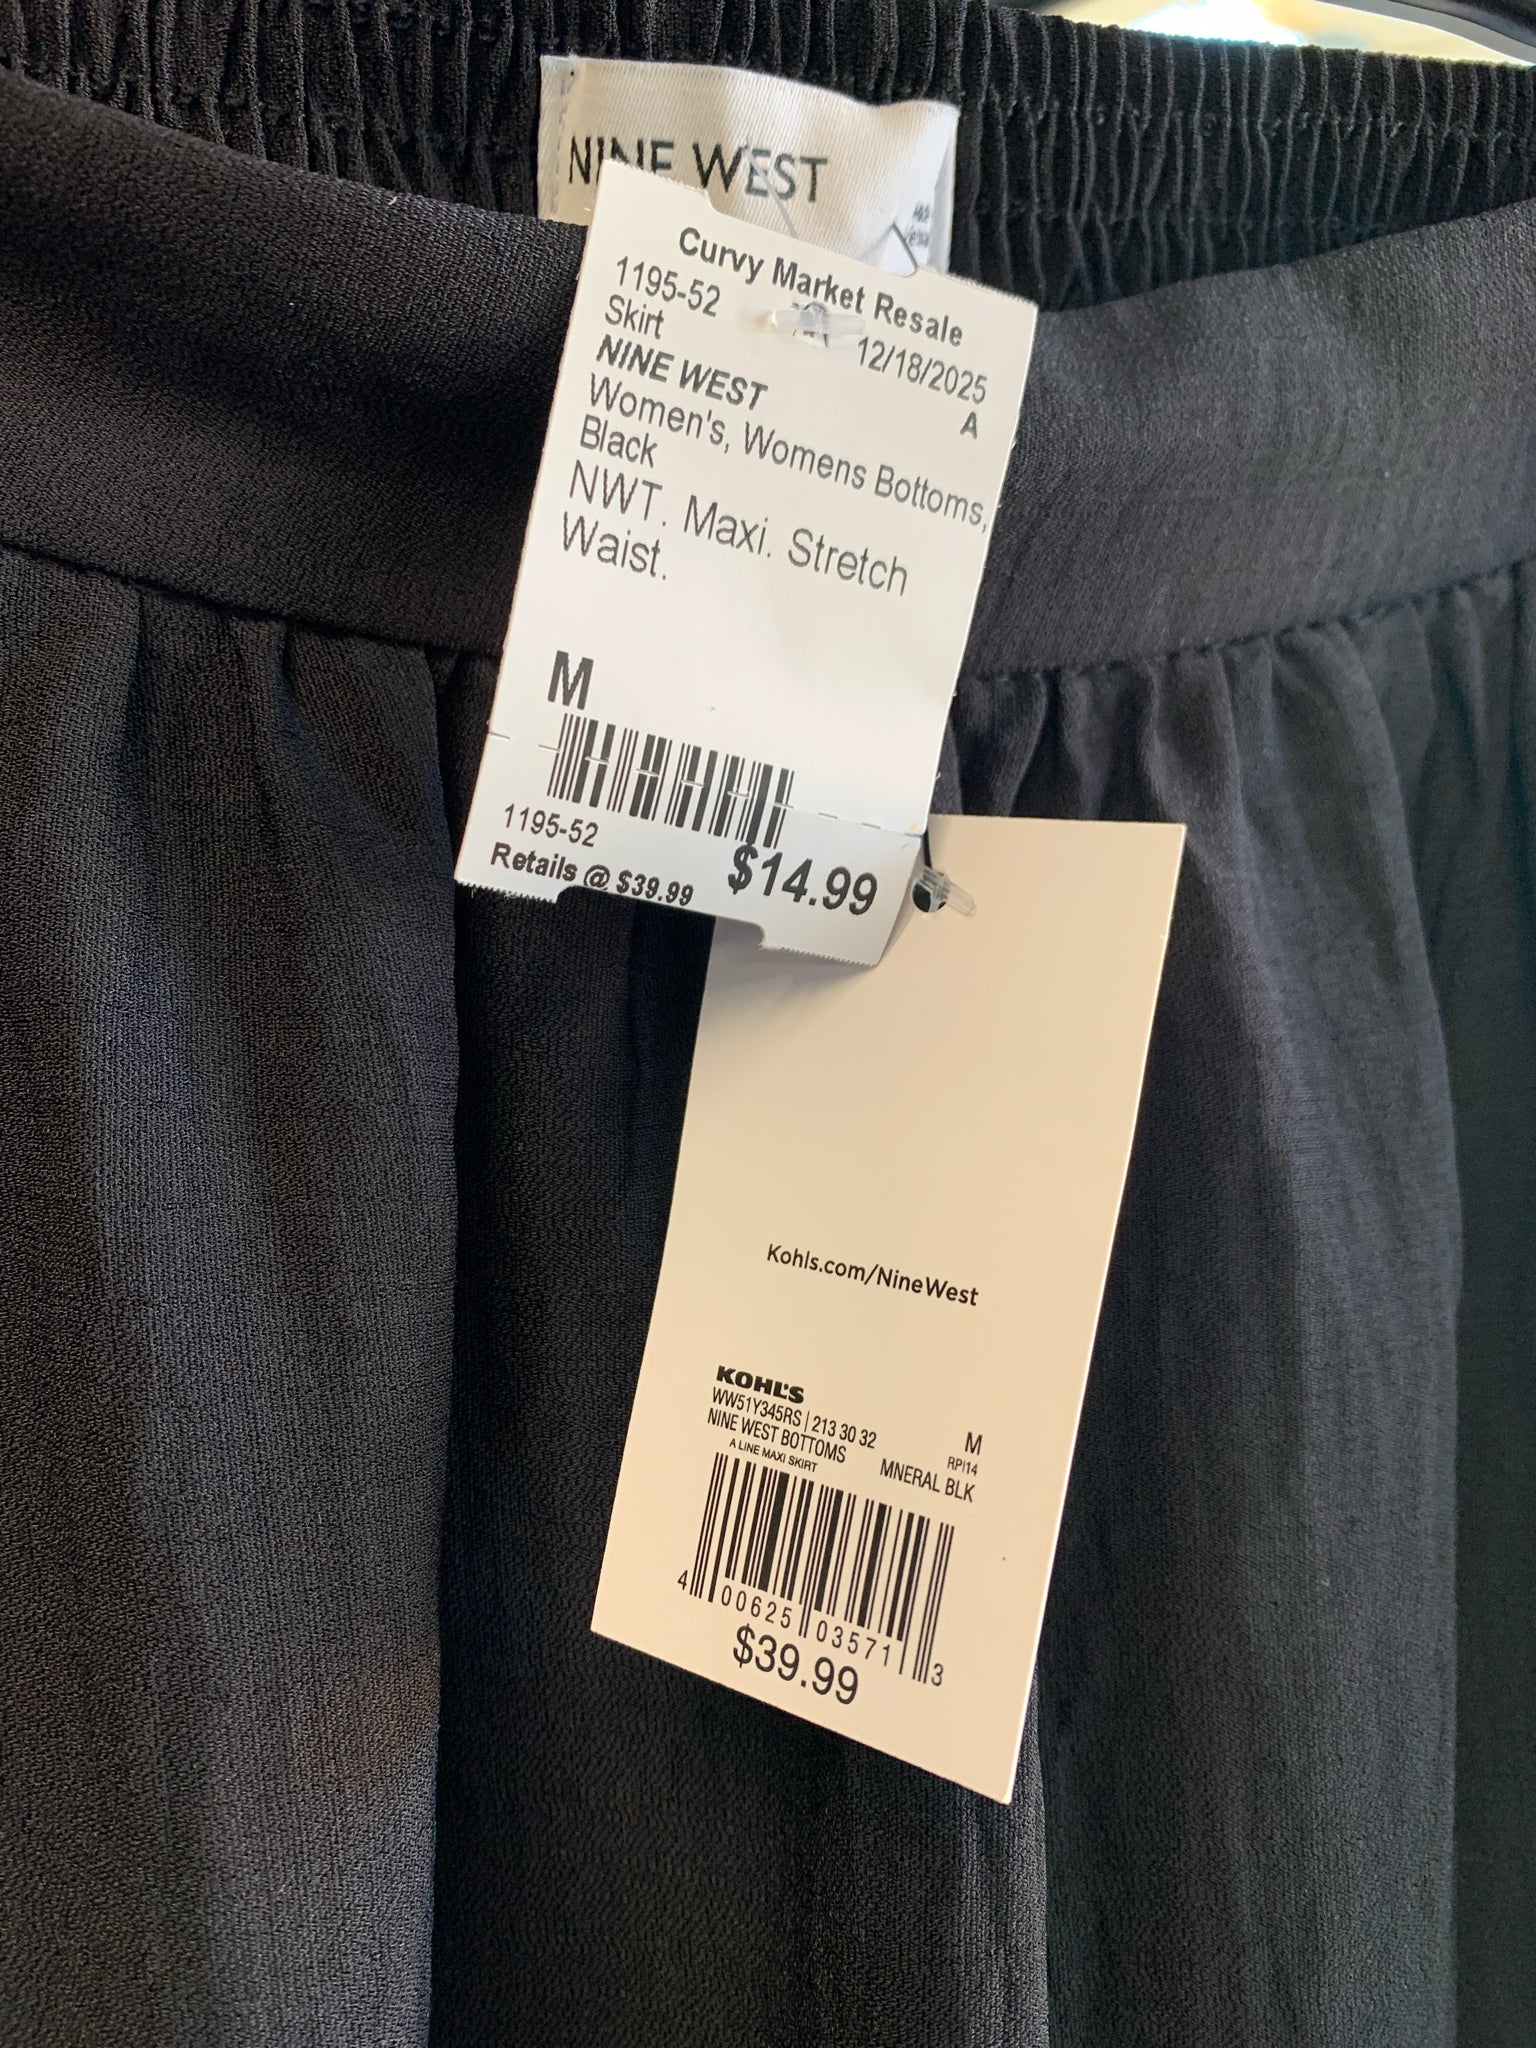 NINE WEST
Curvy Market Resale
1195-52
12/18/2025
Skirt
A
NINE WEST
Women's, Womens Bottoms,
Black
NWT. Maxi. Stretch
Waist.
M
1195-52
Retails @ $39.99
$14.99
Kohls.com/NineWest
KOHL'S
WW51Y345RS | 213 30 32
M
NINE WEST BOTTOMS
RPI14
A LINE MAXI SKIRT
MNERAL BLK
4 00625 03571 3
$39.99